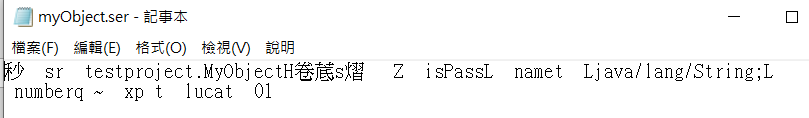 myObject.ser - 記事本
檔案(F) 編輯(E) 格式(O) 檢視(V) 說明
秒 sr testproject.MyObjectH卷蒾s熠 Z isPassL namet Ljava/lang/String;L
numberq ~ xp t lucat 01